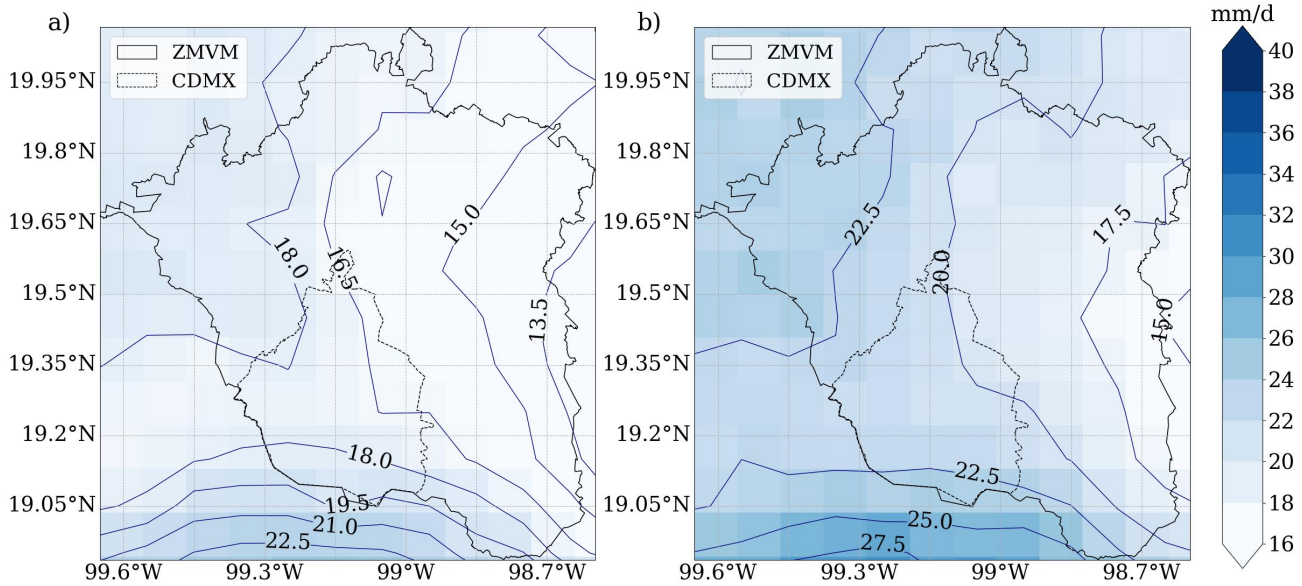 a)
ZMVM
CDMX
19.95°N
19.8°N
19.65°N
19.5°N
19.35°N
19.2°N
19.05°N
99.6°W
99.3°W
99°W
98.7°W
18.0
16.5
15.0
13.5
18.0
19.5
21.0
22.5
b)
ZMVM
CDMX
19.95°N
19.8°N
19.65°N
19.5°N
19.35°N
19.2°N
19.05°N
99.6°W
99.3°W
99°W
98.7°W
22.5
20.0
17.5
15.0
22.5
25.0
27.5
mm/d
40
38
36
34
32
30
28
26
24
22
20
18
16